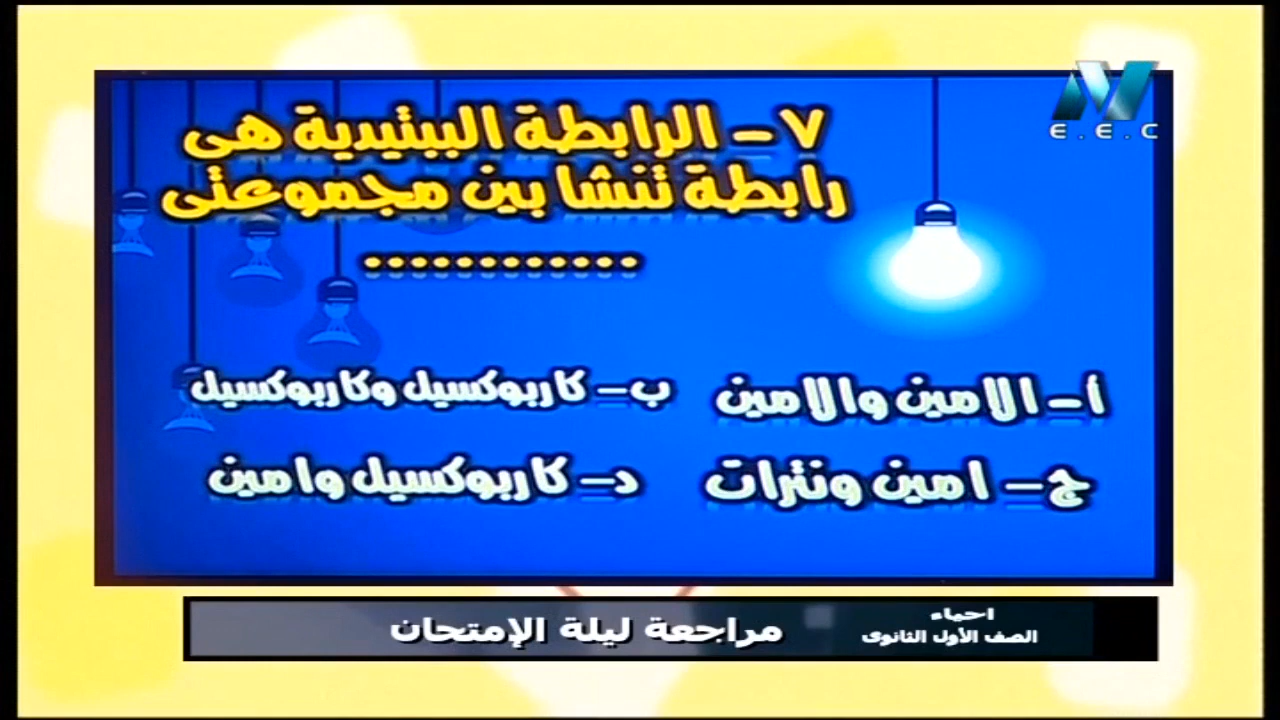 E.E.C
٧ - الرابطة الببتيدية هى
رابطة تنشا بين مجموعتى
............
أ - الامين والامين
ب - كاربوكسيل وكاربوكسيل
ج - امين ونترات
د - كاربوكسيل وامين
احياء
الصف الأول الثانوى
مراجعة ليلة الإمتحان